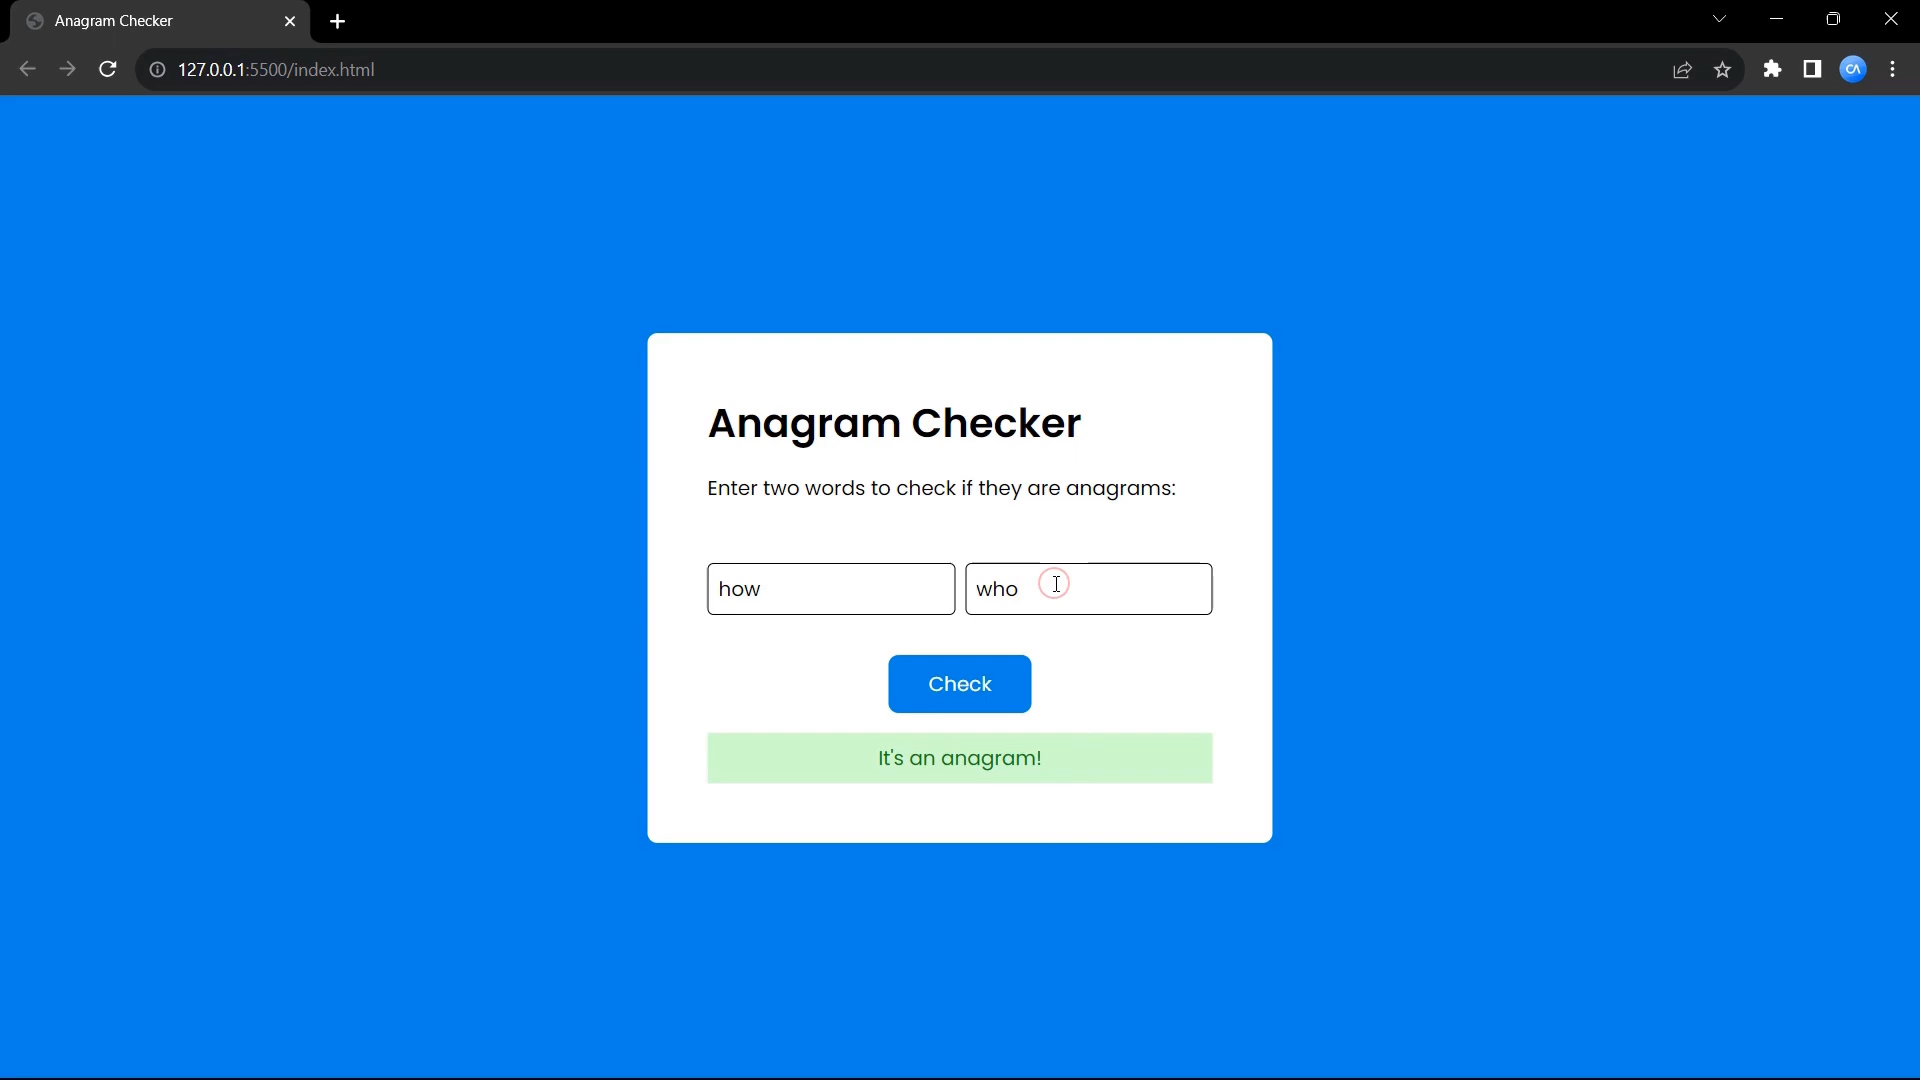 Anagram Checker
127.0.0.1:5500/index.html
CA
Anagram Checker
Enter two words to check if they are anagrams:
how who
Check
It's an anagram!